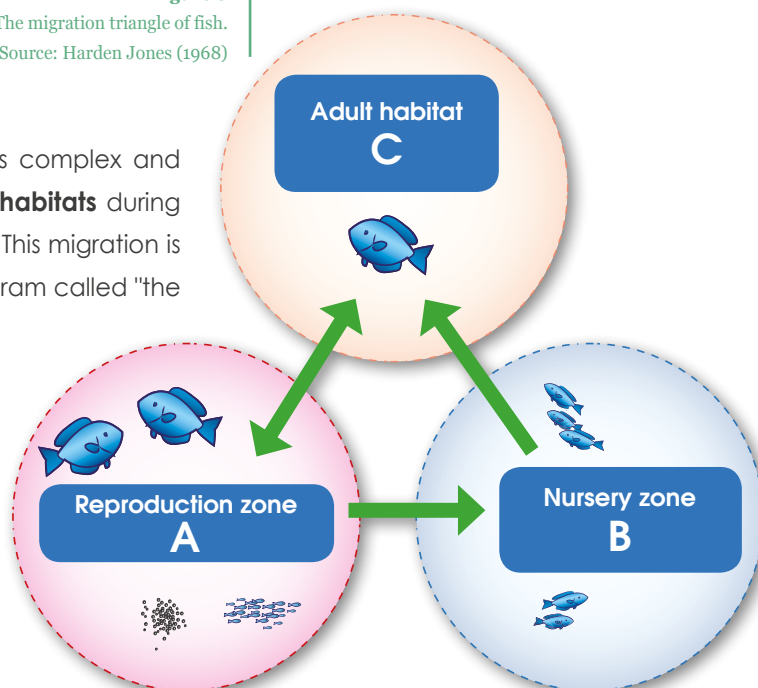 The migration triangle of fish.
Source: Harden Jones (1968)
s complex and
habitats during
This migration is
ram called "the
Adult habitat
C
Reproduction zone
A
Nursery zone
B